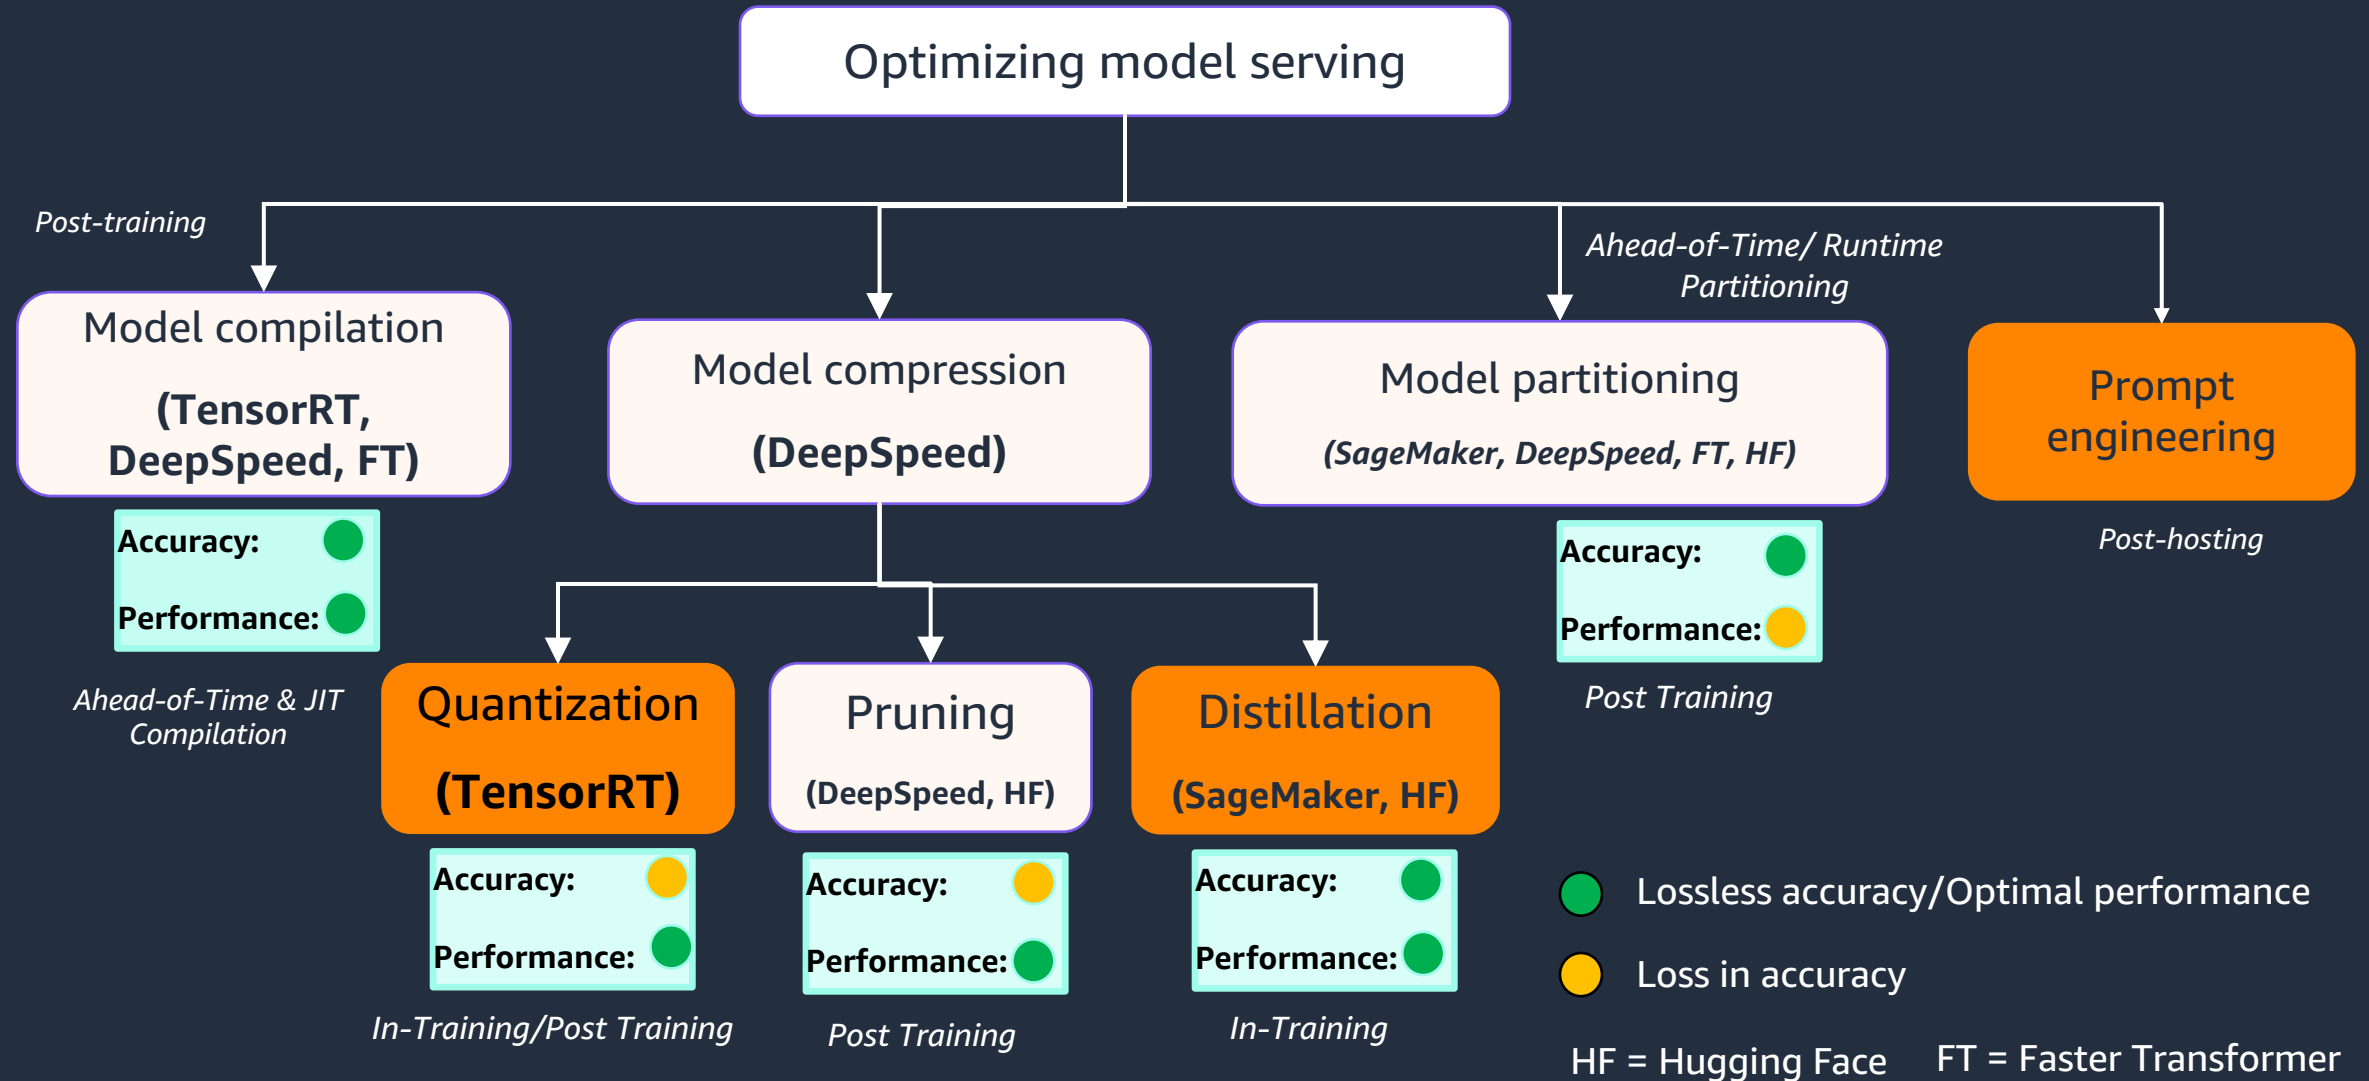 Optimizing model serving
Post-training
Ahead-of-Time/ Runtime
Partitioning
Model compilation
(TensorRT,
DeepSpeed, FT)
Model compression
(DeepSpeed)
Model partitioning
(SageMaker, DeepSpeed, FT, HF)
Prompt
engineering
Accuracy:
Performance:
Accuracy:
Performance:
Post-hosting
Ahead-of-Time & JIT
Compilation
Post Training
Quantization
(TensorRT)
Pruning
(DeepSpeed, HF)
Distillation
(SageMaker, HF)
Accuracy:
Performance:
Accuracy:
Performance:
Accuracy:
Performance:
In-Training/Post Training
Post Training
In-Training
Lossless accuracy/Optimal performance
Loss in accuracy
HF = Hugging Face
FT = Faster Transformer